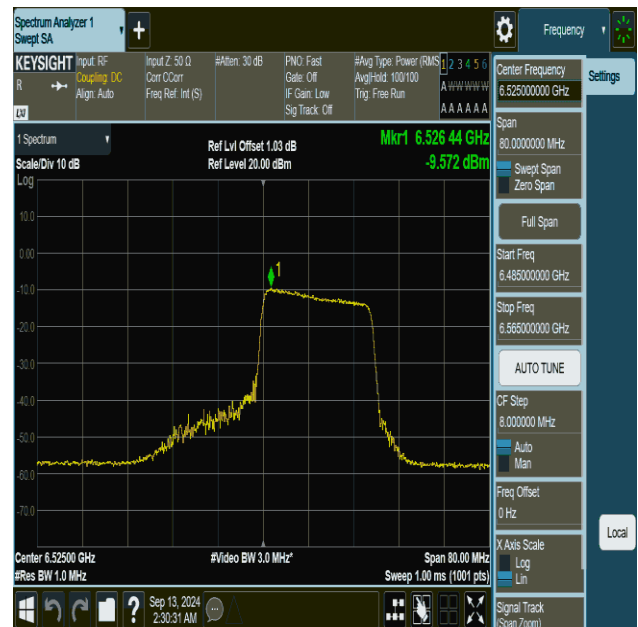 Spectrum Analyzer 1
Swept SA
+
Frequency
KEYSIGHT
R
LXI
Input: RF
Coupling: DC
Align: Auto
Input Z: 50 Ω
Corr CCorr
Freq Ref: Int (S)
#Atten: 30 dB
PNO: Fast
Gate: Off
IF Gain: Low
Sig Track: Off
#Avg Type: Power (RMS
Avg|Hold: 100/100
Trig: Free Run
1 2 3 4 5 6
A W W W W W
A A A A A A
1 Spectrum
Scale/Div 10 dB
Ref Lvl Offset 1.03 dB
Ref Level 20.00 dBm
Mkr1 6.526 44 GHz
-9.572 dBm
Log
10.0
0.00
-10.0
-20.0
-30.0
-40.0
-50.0
-60.0
-70.0
1
Center 6.52500 GHz
#Res BW 1.0 MHz
#Video BW 3.0 MHz*
Span 80.00 MHz
Sweep 1.00 ms (1001 pts)
Center Frequency
6.525000000 GHz
Span
80.0000000 MHz
Swept Span
Zero Span
Full Span
Start Freq
6.485000000 GHz
Stop Freq
6.565000000 GHz
AUTO TUNE
CF Step
8.000000 MHz
Auto
Man
Freq Offset
0 Hz
X Axis Scale
Log
Lin
Signal Track
(Span Zoom)
Settings
Local
?
Sep 13, 2024
2:30:31 AM